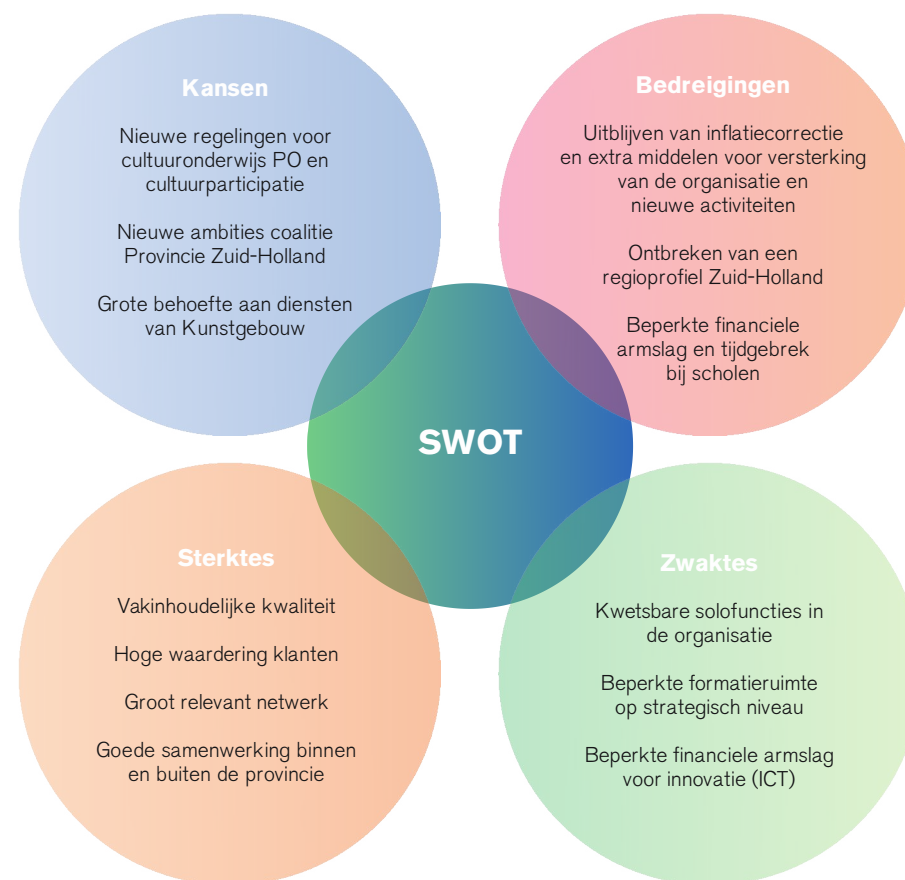 Kansen
Nieuwe regelingen voor
cultuuronderwijs PO en
cultuurparticipatie
Nieuwe ambities coalitie
Provincie Zuid-Holland
Grote behoefte aan diensten
van Kunstgebouw
Bedreigingen
Uitblijven van inflatiecorrectie
en extra middelen voor versterking
van de organisatie en
nieuwe activiteiten
Ontbreken van een
regioprofiel Zuid-Holland
Beperkte financiele
armslag en tijdgebrek
bij scholen
SWOT
Sterktes
Vakinhoudelijke kwaliteit
Hoge waardering klanten
Groot relevant netwerk
Goede samenwerking binnen
en buiten de provincie
Zwaktes
Kwetsbare solofuncties in
de organisatie
Beperkte formatieruimte
op strategisch niveau
Beperkte financiele armslag
voor innovatie (ICT)